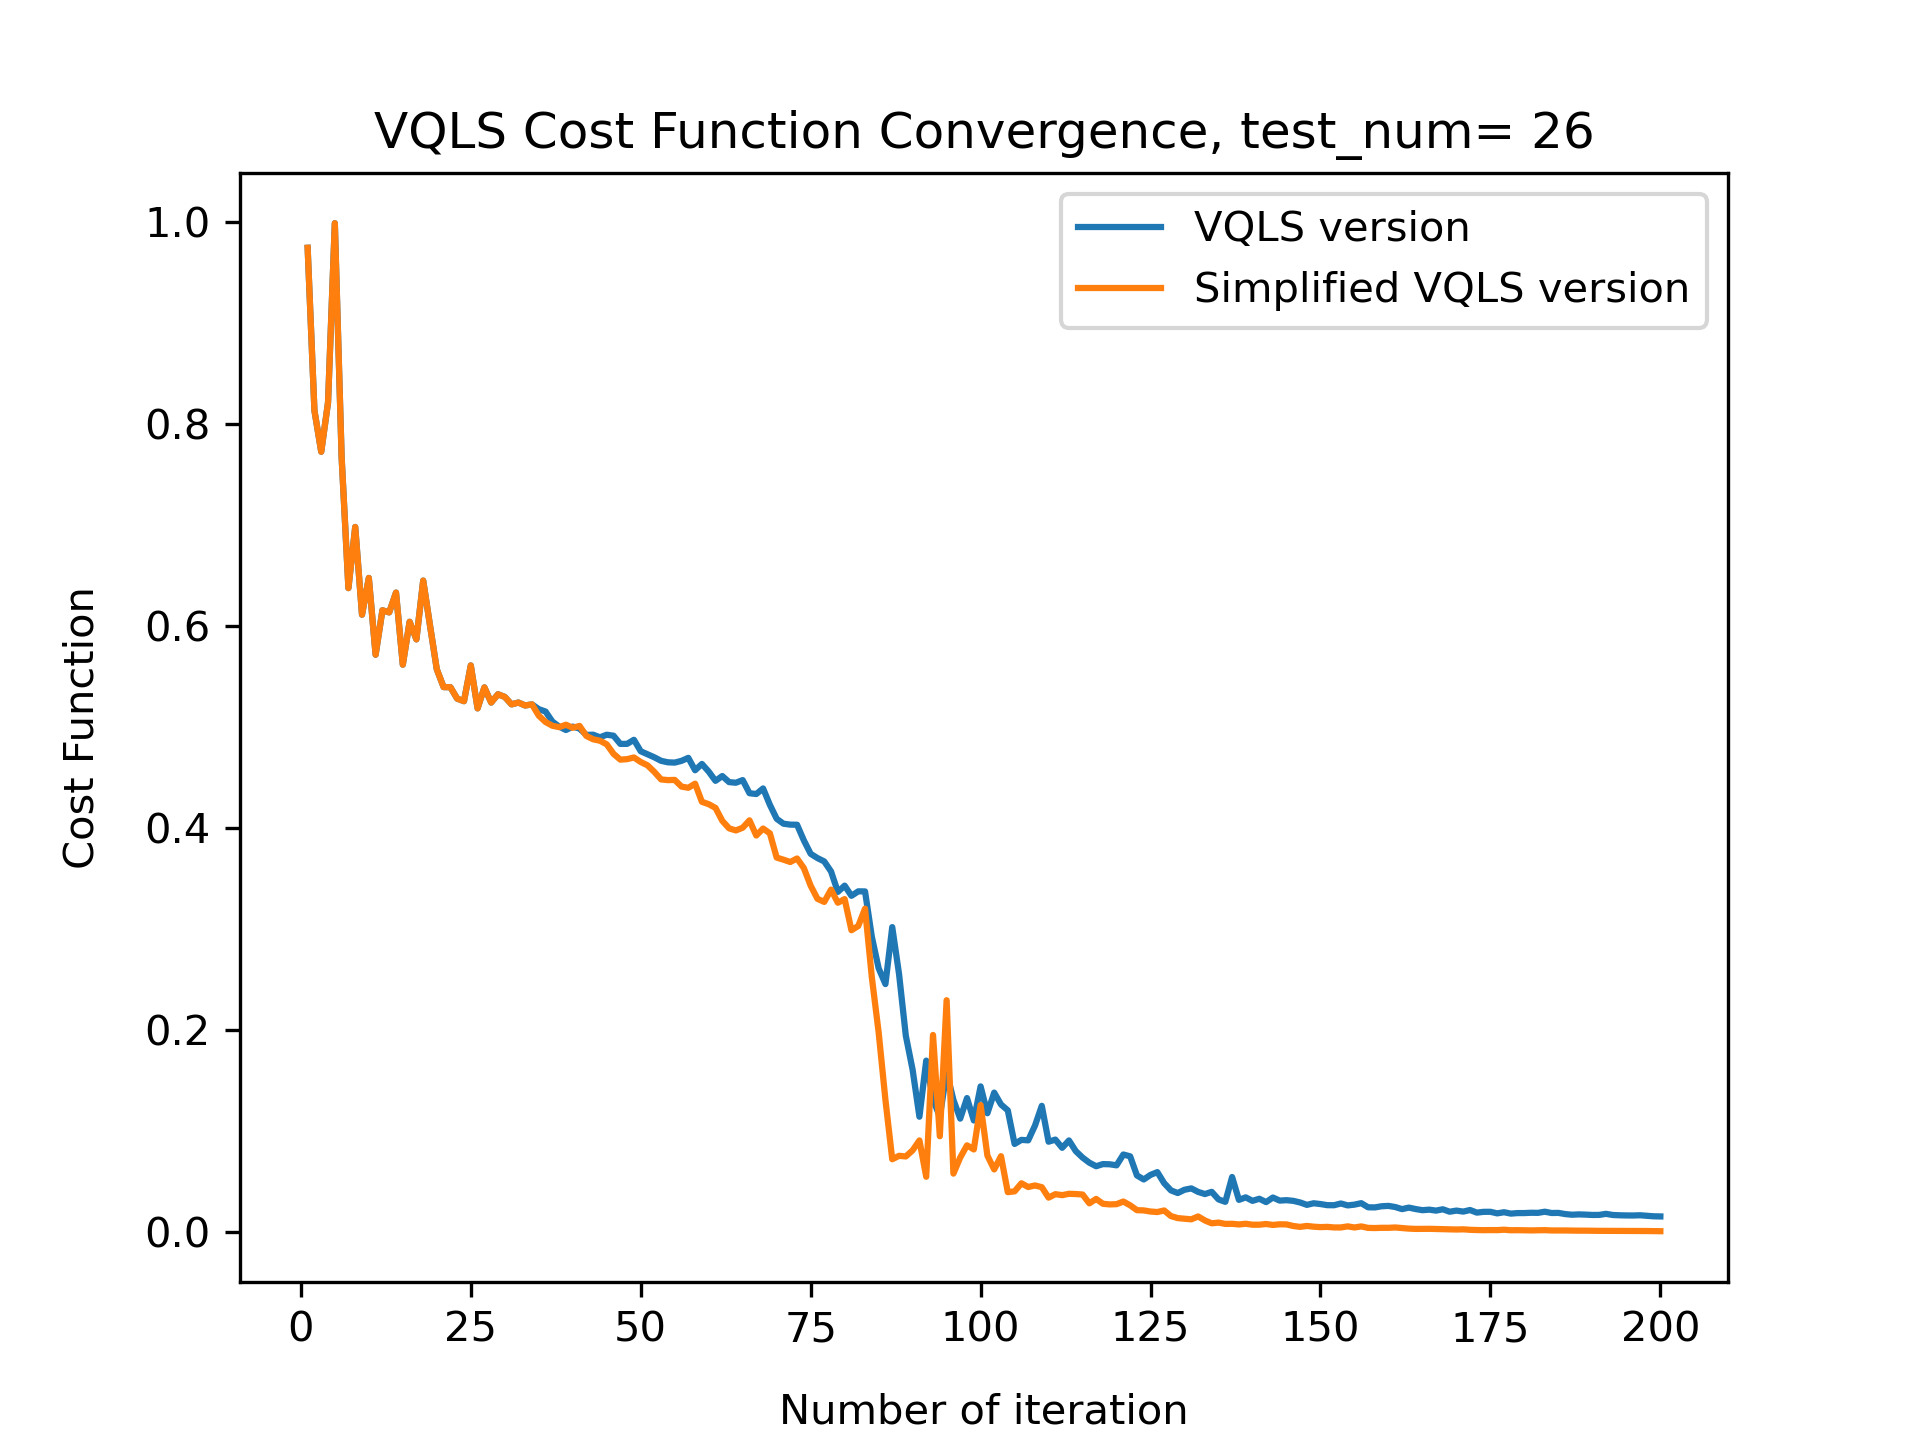 VQLS Cost Function Convergence, test_num= 26
VQLS version
Simplified VQLS version
1.0
0.8
0.6
0.4
0.2
0.0
Cost Function
0 25 50 75 100 125 150 175 200
Number of iteration